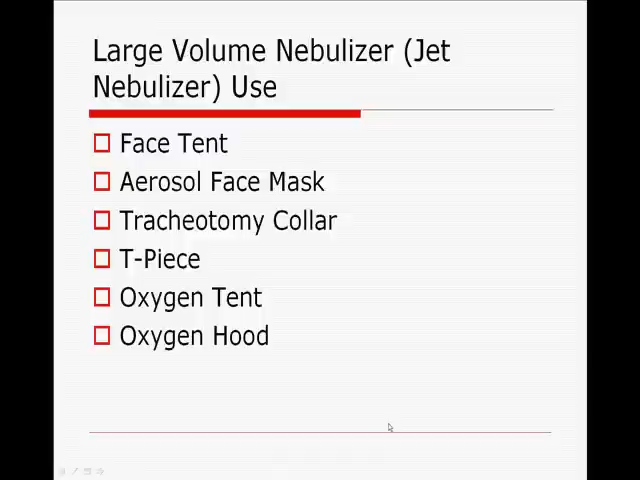 Large Volume Nebulizer (Jet
Nebulizer) Use
Face Tent
Aerosol Face Mask
Tracheotomy Collar
T-Piece
Oxygen Tent
Oxygen Hood